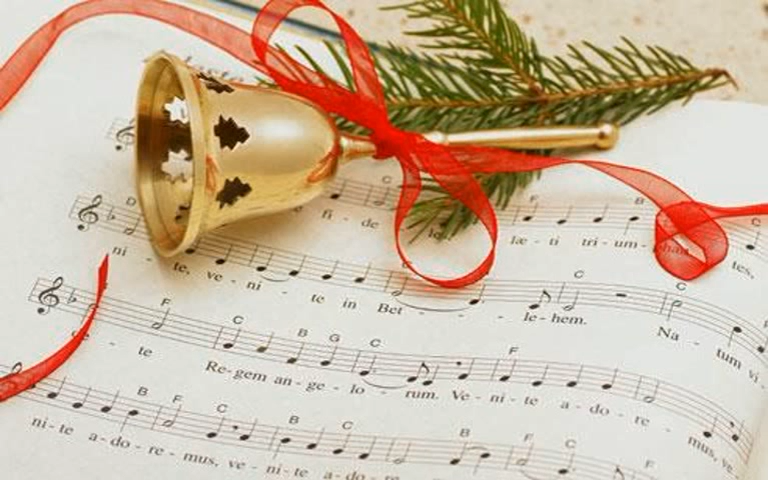 C F B C
fi - de - læ - ti tri - um - phan - tes,
D C C
ni - te, ve - ni - te in Bet - - - le - hem. Na - tum vi -
F C B G C F
- te Re - gem an - ge - lo - rum. Ve - ni - te a - do - re - mus, ve -
B F C B C B F C F
ni - te a - do - re - mus, ve - ni - te a - do - re